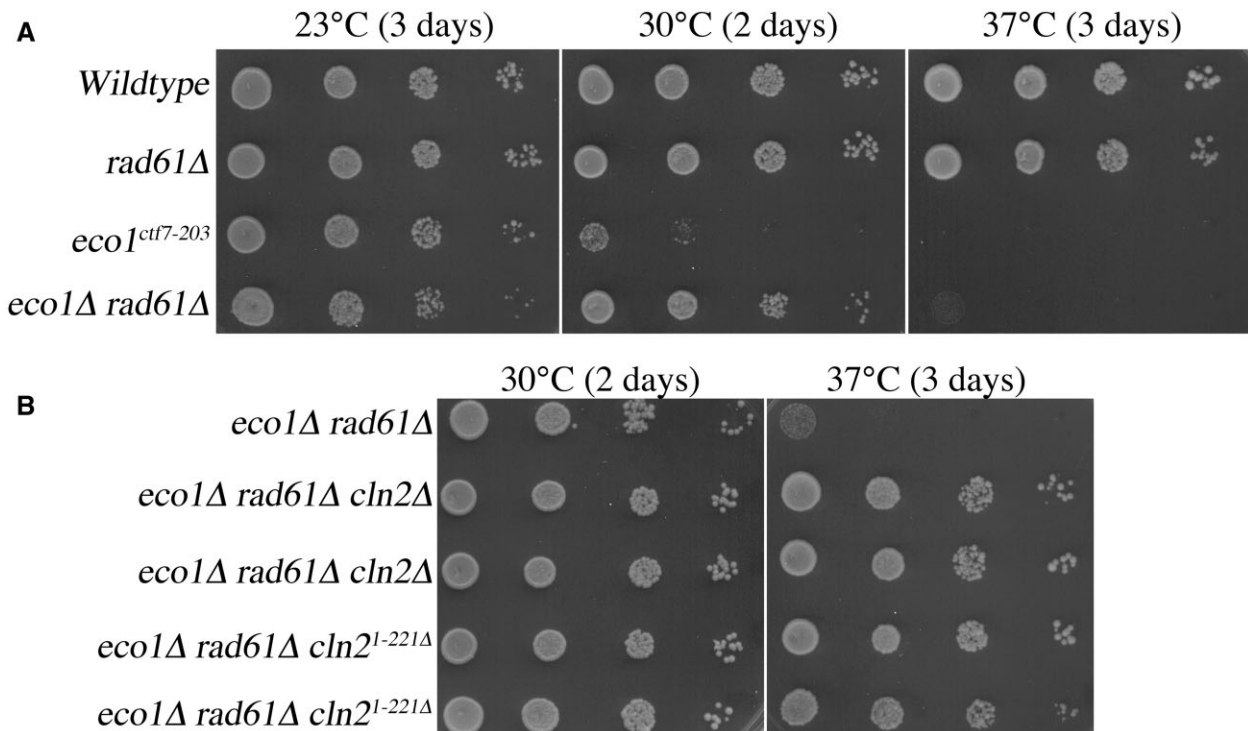 A
23°C (3 days) 30°C (2 days) 37°C (3 days)
Wildtype
rad61Δ
eco1ctf7-203
eco1Δ rad61Δ
B
30°C (2 days) 37°C (3 days)
eco1Δ rad61Δ
eco1Δ rad61Δ cln2Δ
eco1Δ rad61Δ cln2Δ
eco1Δ rad61Δ cln21-221Δ
eco1Δ rad61Δ cln21-221Δ